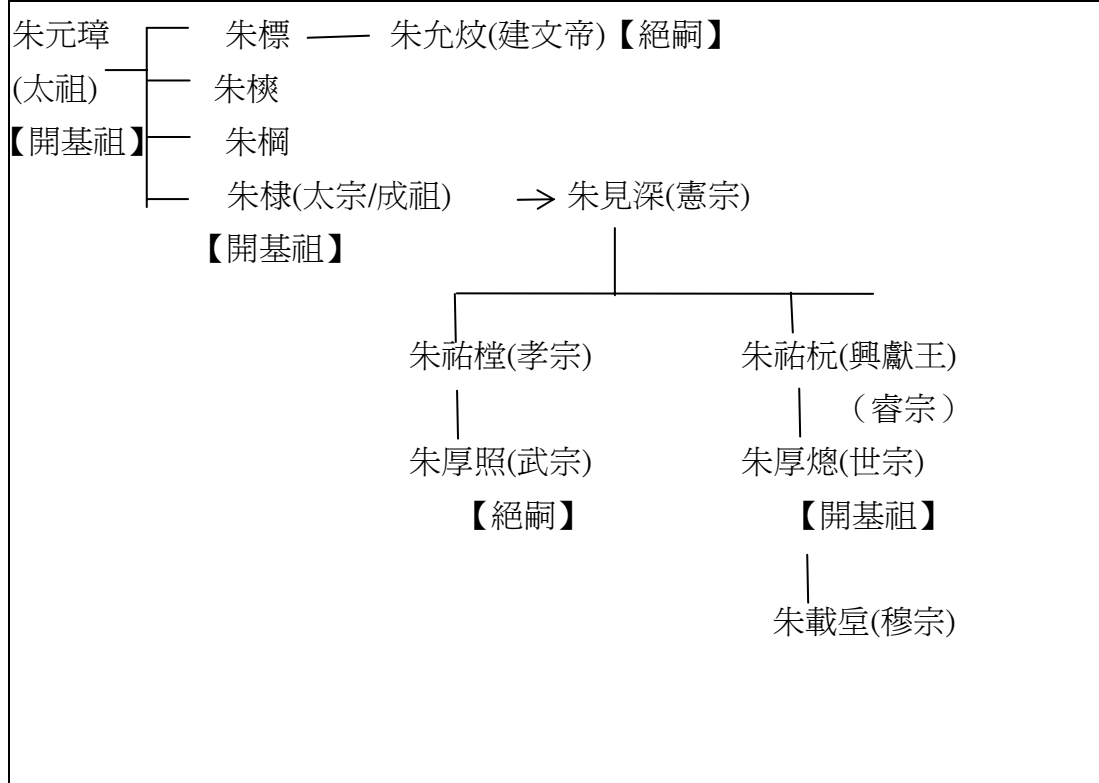 朱元璋 朱標 朱允炆(建文帝)【絕嗣】
(太祖) 朱樉
【開基祖】 朱棡
朱棣(太宗/成祖) 朱見深(憲宗)
【開基祖】
朱祐樘(孝宗) 朱祐杬(興獻王)
（睿宗）
朱厚照(武宗) 朱厚熜(世宗)
【絕嗣】 【開基祖】
朱載垕(穆宗)